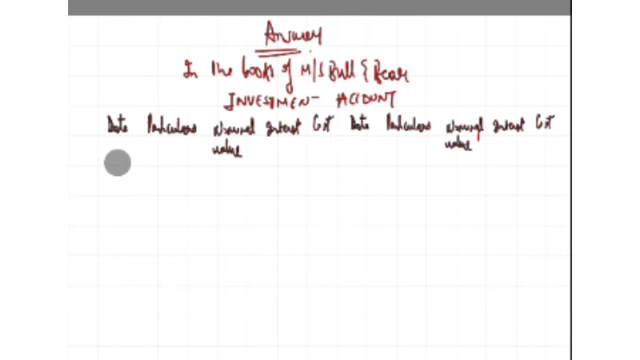 Answer
In the books of M/S Bull & Bear
INVESTMENT ACCOUNT
Date Particulars Nominal Interest Cost Date Particulars Nominal Interest Cost
value value